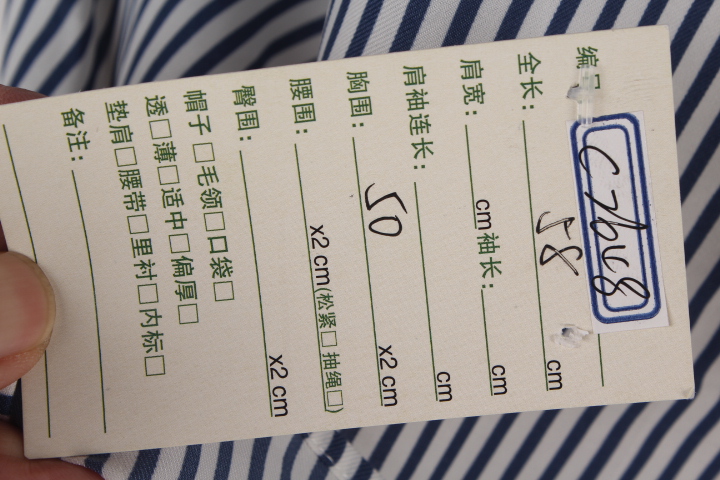 编号 C7648
全长: 58 cm
肩宽: cm 袖长: cm
肩袖连长: cm
胸围: 50 x2 cm
腰围: x2 cm(松紧□ 抽绳□)
臀围: x2 cm
帽子□毛领□口袋□
透□薄□适中□偏厚□
垫肩□腰带□里衬□内标□
备注: